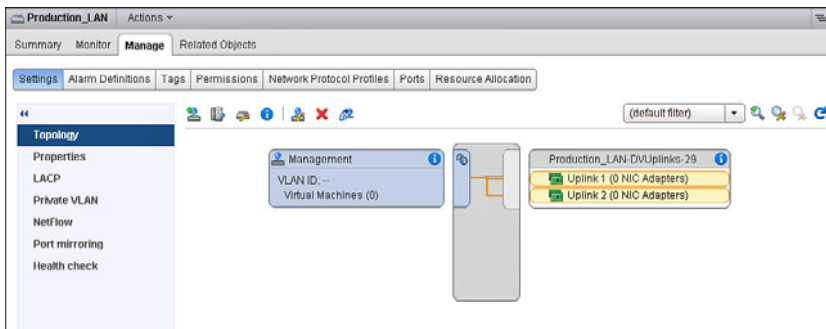 Production_LAN Actions
Summary Monitor Manage Related Objects
Settings Alarm Definitions Tags Permissions Network Protocol Profiles Ports Resource Allocation
(default filter)
Topology
Properties
LACP
Private VLAN
NetFlow
Port mirroring
Health check
Management
VLAN ID: --
Virtual Machines (0)
Production_LAN-DVUplinks-29
Uplink 1 (0 NIC Adapters)
Uplink 2 (0 NIC Adapters)